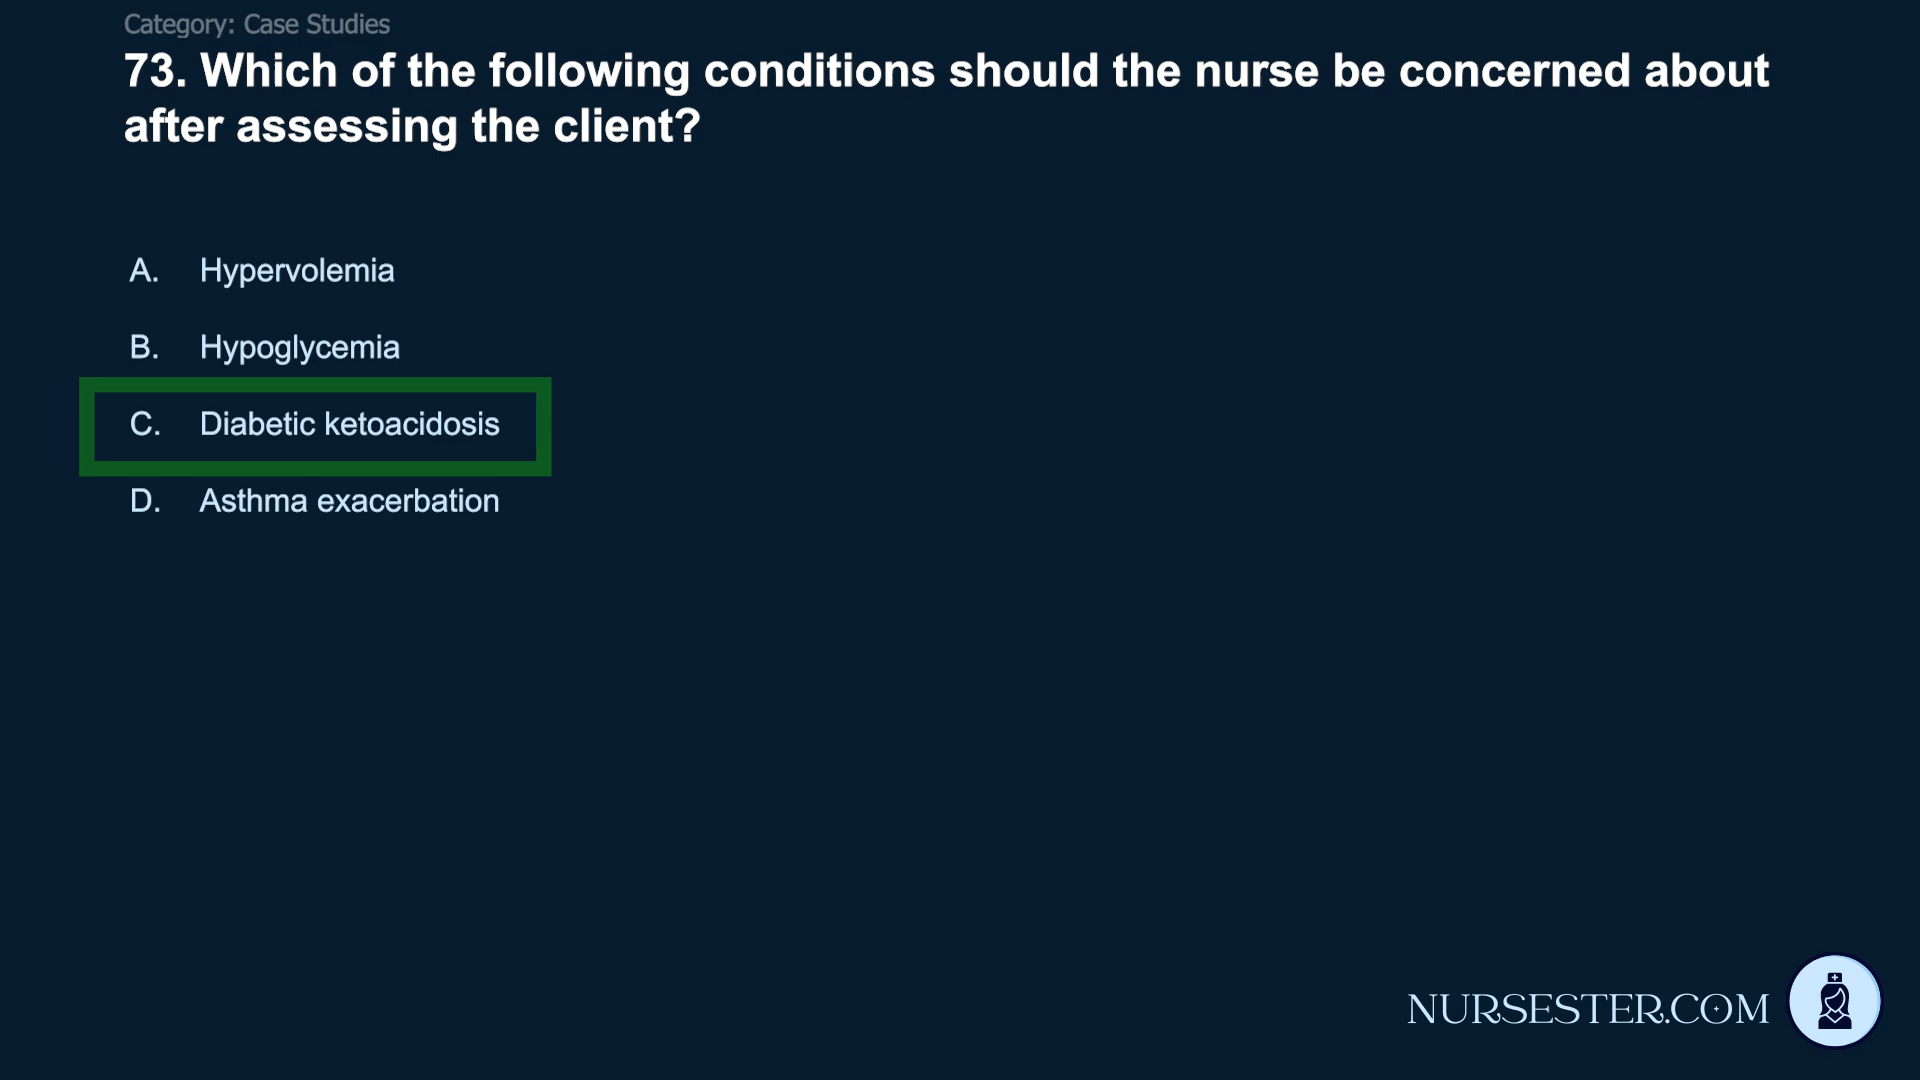 Category: Case Studies
73. Which of the following conditions should the nurse be concerned about
after assessing the client?
A. Hypervolemia
B. Hypoglycemia
C. Diabetic ketoacidosis
D. Asthma exacerbation
NURSESTER.COM